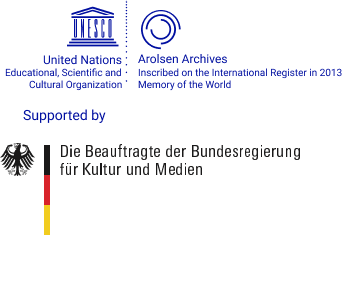 UNESCO
United Nations
Educational, Scientific and
Cultural Organization
Arolsen Archives
Inscribed on the International Register in 2013
Memory of the World
Supported by
Die Beauftragte der Bundesregierung
für Kultur und Medien